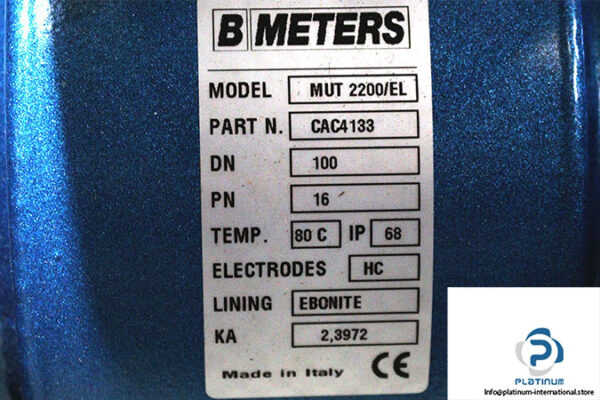 B METERS
MODEL MUT 2200/EL
PART N. CAC4133
DN 100
PN 16
TEMP. 80 C IP 68
ELECTRODES HC
LINING EBONITE
KA 2,3972
Made in Italy CE
PLATINUM
Info@platinum-international.store